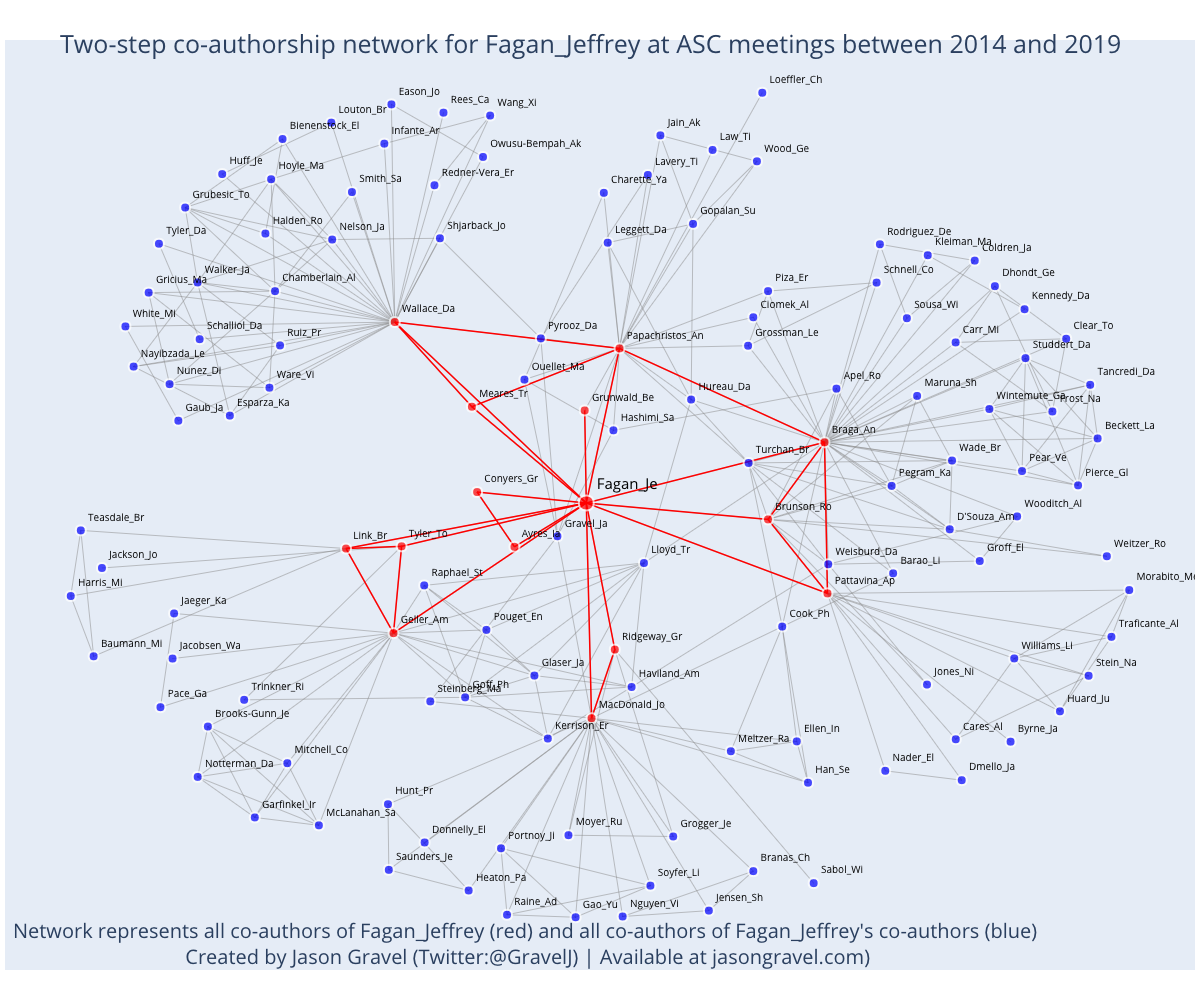 Two-step co-authorship network for Fagan_Jeffrey at ASC meetings between 2014 and 2019
Loeffler_Ch
Eason_Jo
Rees_Ca
Wang_Xi
Louton_Br
Bienenstock_El
Infante_Ar
Jain_Ak
Law_Ti
Owusu-Bempah_Ak
Wood_Ge
Huff_Je
Hoyle_Ma
Lavery_Ti
Smith_Sa
Redner-Vera_Er
Charette_Ya
Grubesic_To
Gopalan_Su
Halden_Ro
Nelson_Ja
Shjarback_Jo
Leggett_Da
Tyler_Da
Rodriguez_De
Kleiman_Ma
Coldren_Ja
Walker_Ja
Chamberlain_Al
Gricius_Ma
Piza_Er
Schnell_Co
Dhondt_Ge
Wallace_Da
Kennedy_Da
White_Mi
Schalliol_Da
Ruiz_Pr
Pyrooz_Da
Papachristos_An
Ciomek_Al
Grossman_Le
Sousa_Wi
Carr_Mi
Clear_To
Studdert_Da
Nayibzada_Le
Nunez_Di
Ware_Vi
Ouellet_Ma
Meares_Tr
Grunwald_Be
Hureau_Da
Apel_Ro
Maruna_Sh
Tancredi_Da
Wintemute_Ga
Frost_Na
Gaub_Ja
Esparza_Ka
Hashimi_Sa
Braga_An
Beckett_La
Turchan_Br
Wade_Br
Pear_Ve
Pegram_Ka
Pierce_Gl
Conyers_Gr
Fagan_Je
Brunson_Ro
Wooditch_Al
D'Souza_Am
Teasdale_Br
Link_Br
Tyler_To
Ayres_Ia
Gravel_Ja
Jackson_Jo
Lloyd_Tr
Weisburd_Da
Barao_Li
Groff_El
Weitzer_Ro
Harris_Mi
Raphael_St
Pattavina_Ap
Morabito_Me
Jaeger_Ka
Geller_Am
Pouget_En
Ridgeway_Gr
Cook_Ph
Traficante_Al
Baumann_Mi
Jacobsen_Wa
Glaser_Ja
Haviland_Am
Williams_Li
Jones_Ni
Stein_Na
Pace_Ga
Trinkner_Ri
Steinberg_Ma
Goff_Ph
MacDonald_Jo
Huard_Ju
Brooks-Gunn_Je
Kerrison_Er
Cares_Al
Byrne_Ja
Notterman_Da
Mitchell_Co
Meltzer_Ra
Ellen_In
Nader_El
Han_Se
Dmello_Ja
Garfinkel_Ir
McLanahan_Sa
Hunt_Pr
Donnelly_El
Portnoy_Ji
Moyer_Ru
Grogger_Je
Saunders_Je
Heaton_Pa
Soyfer_Li
Branas_Ch
Sabol_Wi
Raine_Ad
Gao_Yu
Nguyen_Vi
Jensen_Sh
Network represents all co-authors of Fagan_Jeffrey (red) and all co-authors of Fagan_Jeffrey's co-authors (blue)
Created by Jason Gravel (Twitter:@GravelJ) | Available at jasongravel.com)